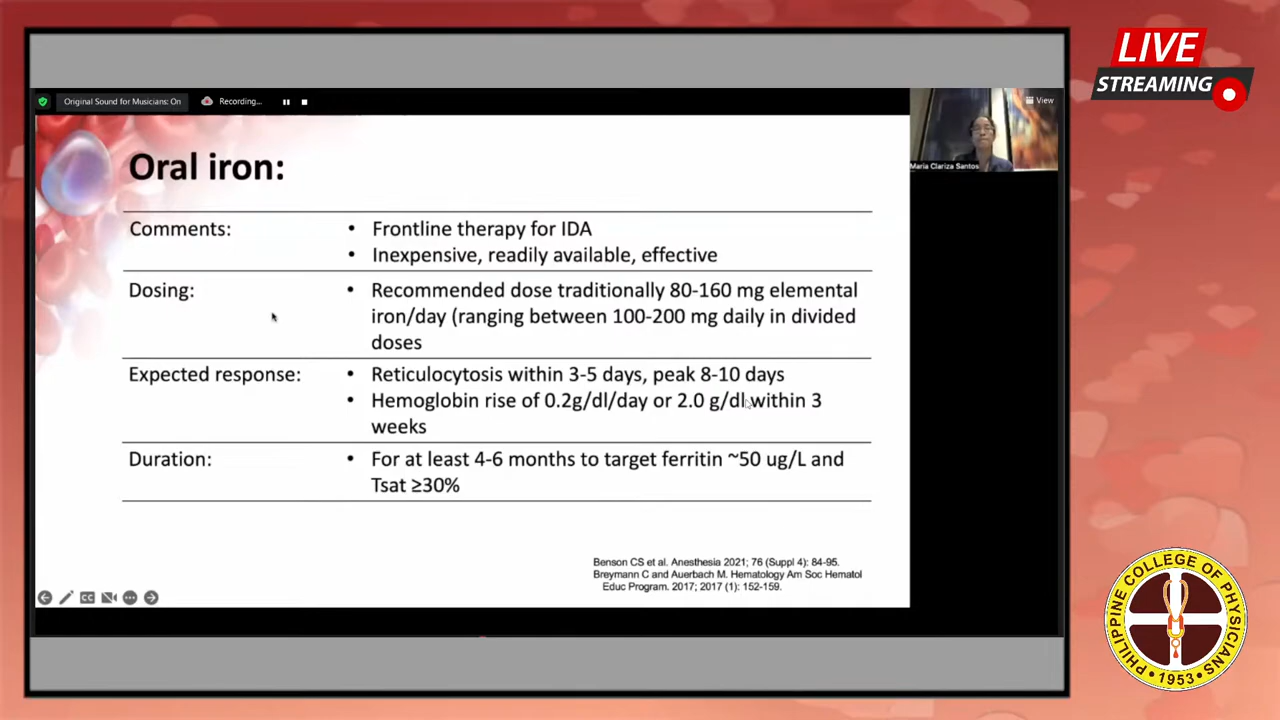 LIVE
STREAMING
Original Sound for Musicians: On
Recording...
View
Maria Clariza Santos
Oral iron:
Comments:
• Frontline therapy for IDA
• Inexpensive, readily available, effective
Dosing:
• Recommended dose traditionally 80-160 mg elemental
iron/day (ranging between 100-200 mg daily in divided
doses
Expected response:
• Reticulocytosis within 3-5 days, peak 8-10 days
• Hemoglobin rise of 0.2g/dl/day or 2.0 g/dl within 3
weeks
Duration:
• For at least 4-6 months to target ferritin ~50 ug/L and
Tsat ≥30%
Benson CS et al. Anesthesia 2021; 76 (Suppl 4): 84-95.
Breymann C and Auerbach M. Hematology Am Soc Hematol
Educ Program. 2017; 2017 (1): 152-159.
CC
PHILIPPINE COLLEGE OF PHYSICIANS
• 1953 •